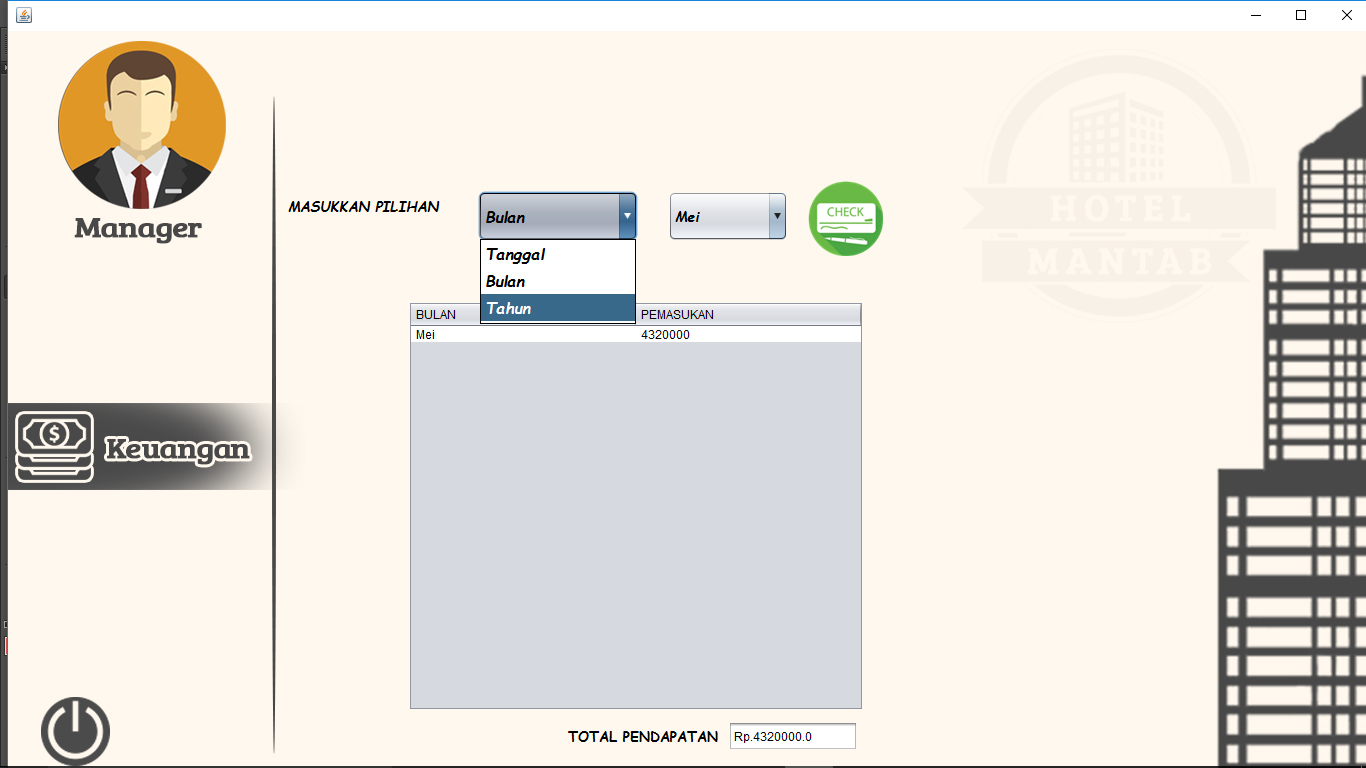 Manager
MASUKKAN PILIHAN
Bulan
Mei
CHECK
Tanggal
Bulan
Tahun
HOTEL
MANTAB
BULAN PEMASUKAN
Mei 4320000
$
Keuangan
TOTAL PENDAPATAN Rp.4320000.0